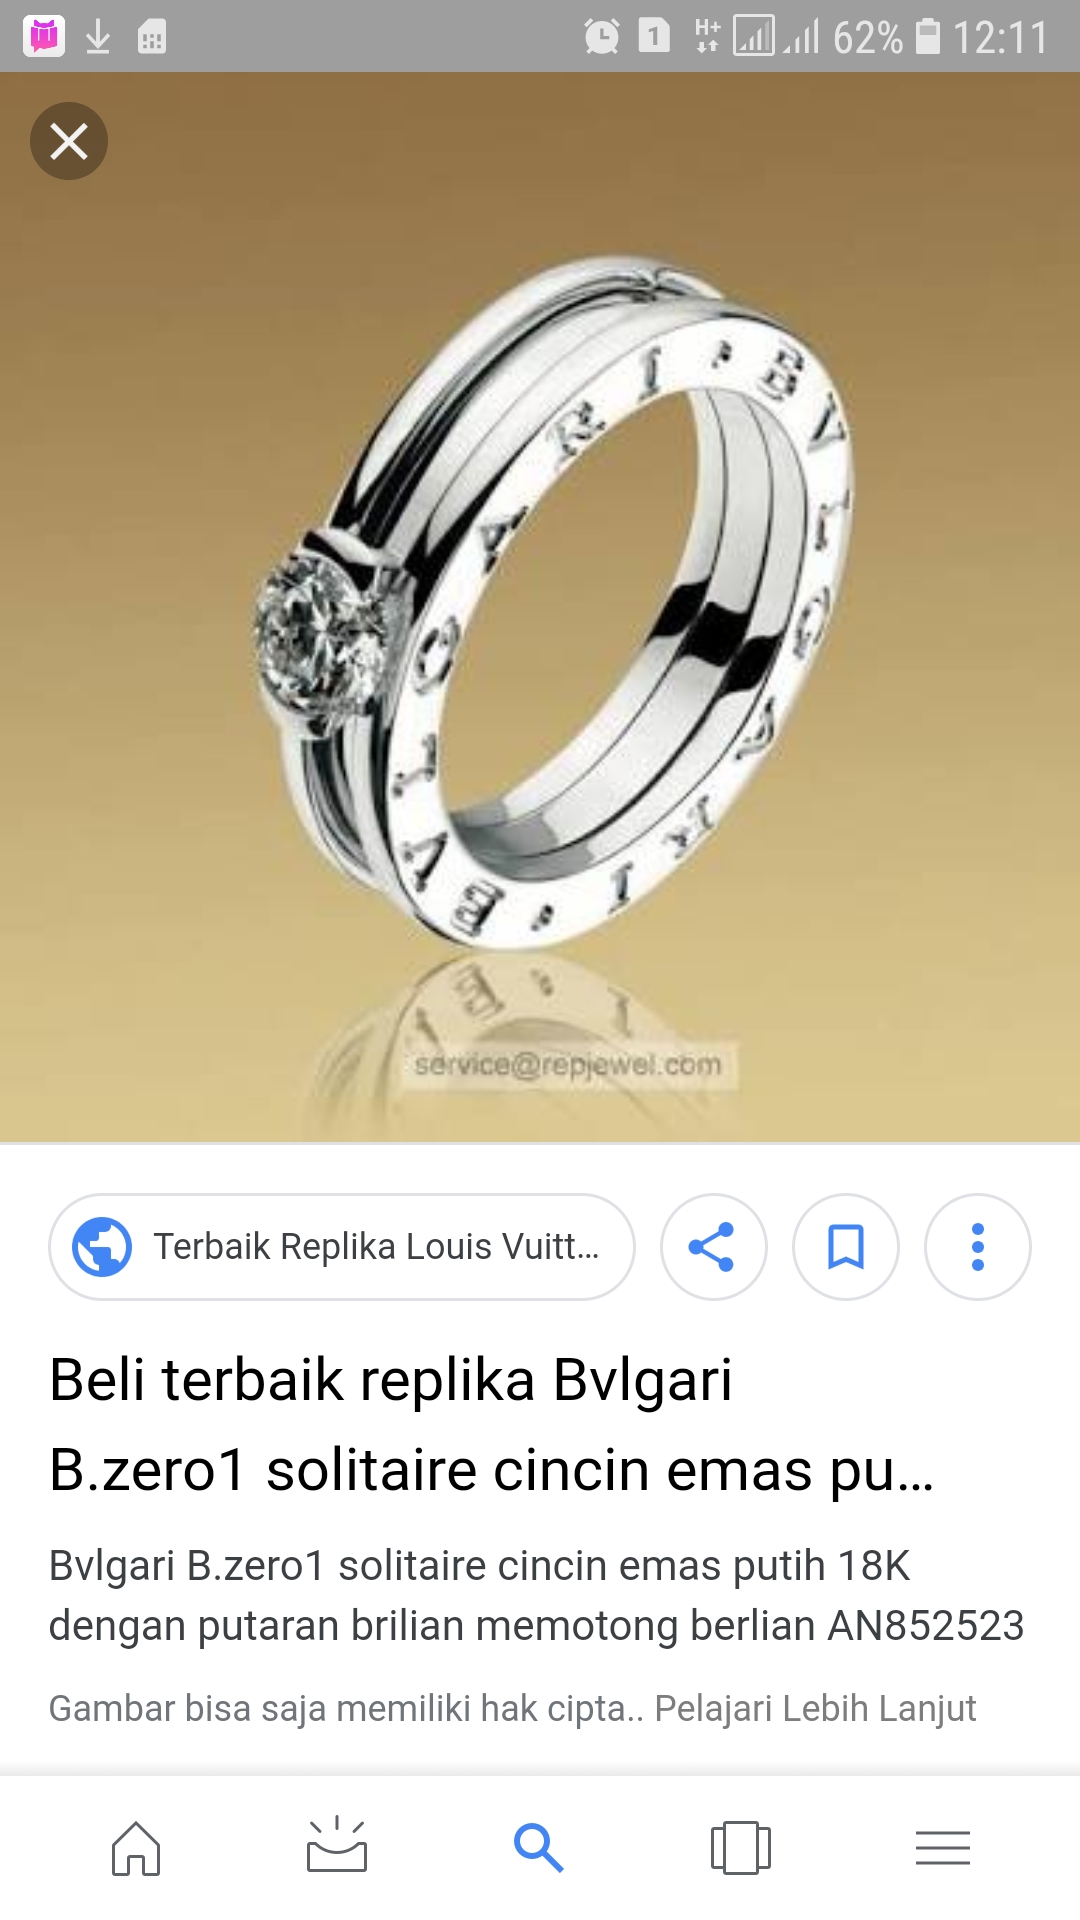 1
H+
62%
12:11
I • BVLGARI • BVLGARI
service@repjewel.com
Terbaik Replika Louis Vuitt...
Beli terbaik replika Bvlgari
B.zero1 solitaire cincin emas pu...
Bvlgari B.zero1 solitaire cincin emas putih 18K
dengan putaran brilian memotong berlian AN852523
Gambar bisa saja memiliki hak cipta.. Pelajari Lebih Lanjut